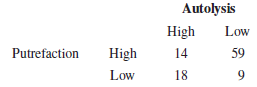 Autolysis
High Low
Putrefaction High 14 59
Low 18 9